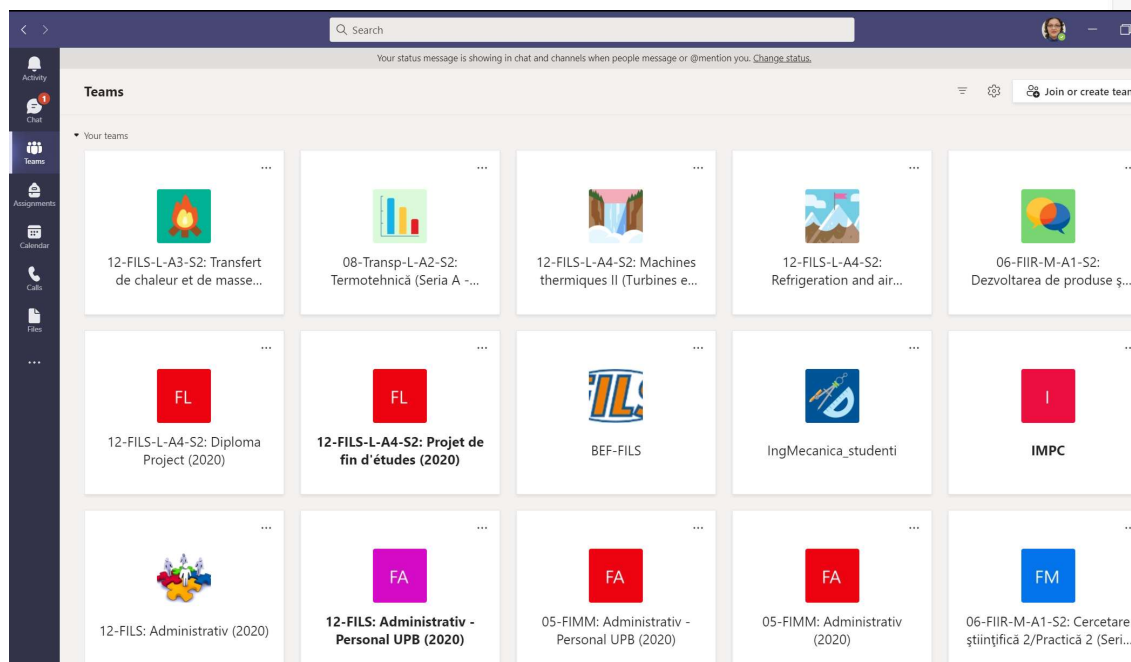 Search
Your status message is showing in chat and channels when people message or @mention you. Change status.
Activity
1
Chat
Teams
Assignments
Calendar
Calls
Files
...
Teams
Join or create tean
Your teams
12-FILS-L-A3-S2: Transfert
de chaleur et de masse...
08-Transp-L-A2-S2:
Termotehnică (Seria A -...
12-FILS-L-A4-S2: Machines
thermiques II (Turbines e...
12-FILS-L-A4-S2:
Refrigeration and air...
06-FIIR-M-A1-S2:
Dezvoltarea de produse ş...
FL
12-FILS-L-A4-S2: Diploma
Project (2020)
FL
12-FILS-L-A4-S2: Projet de
fin d'études (2020)
FILS
BEF-FILS
IngMecanica_studenti
I
IMPC
12-FILS: Administrativ (2020)
FA
12-FILS: Administrativ -
Personal UPB (2020)
FA
05-FIMM: Administrativ -
Personal UPB (2020)
FA
05-FIMM: Administrativ
(2020)
FM
06-FIIR-M-A1-S2: Cercetare
ştiinţifică 2/Practică 2 (Seri...